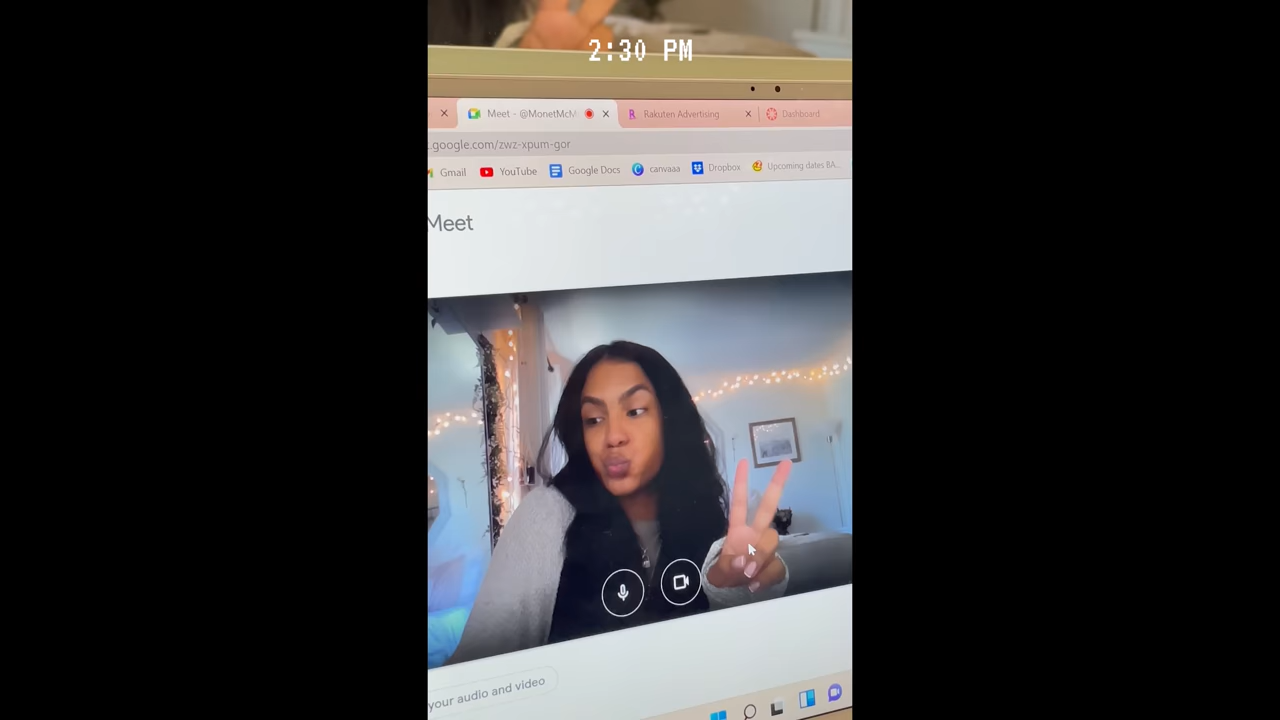 2:30 PM
Meet - @MonetMcM
Rakuten Advertising
Dashboard
.google.com/zwz-xpum-gor
Gmail YouTube Google Docs canvaaa Dropbox Upcoming dates BA...
Meet
your audio and video